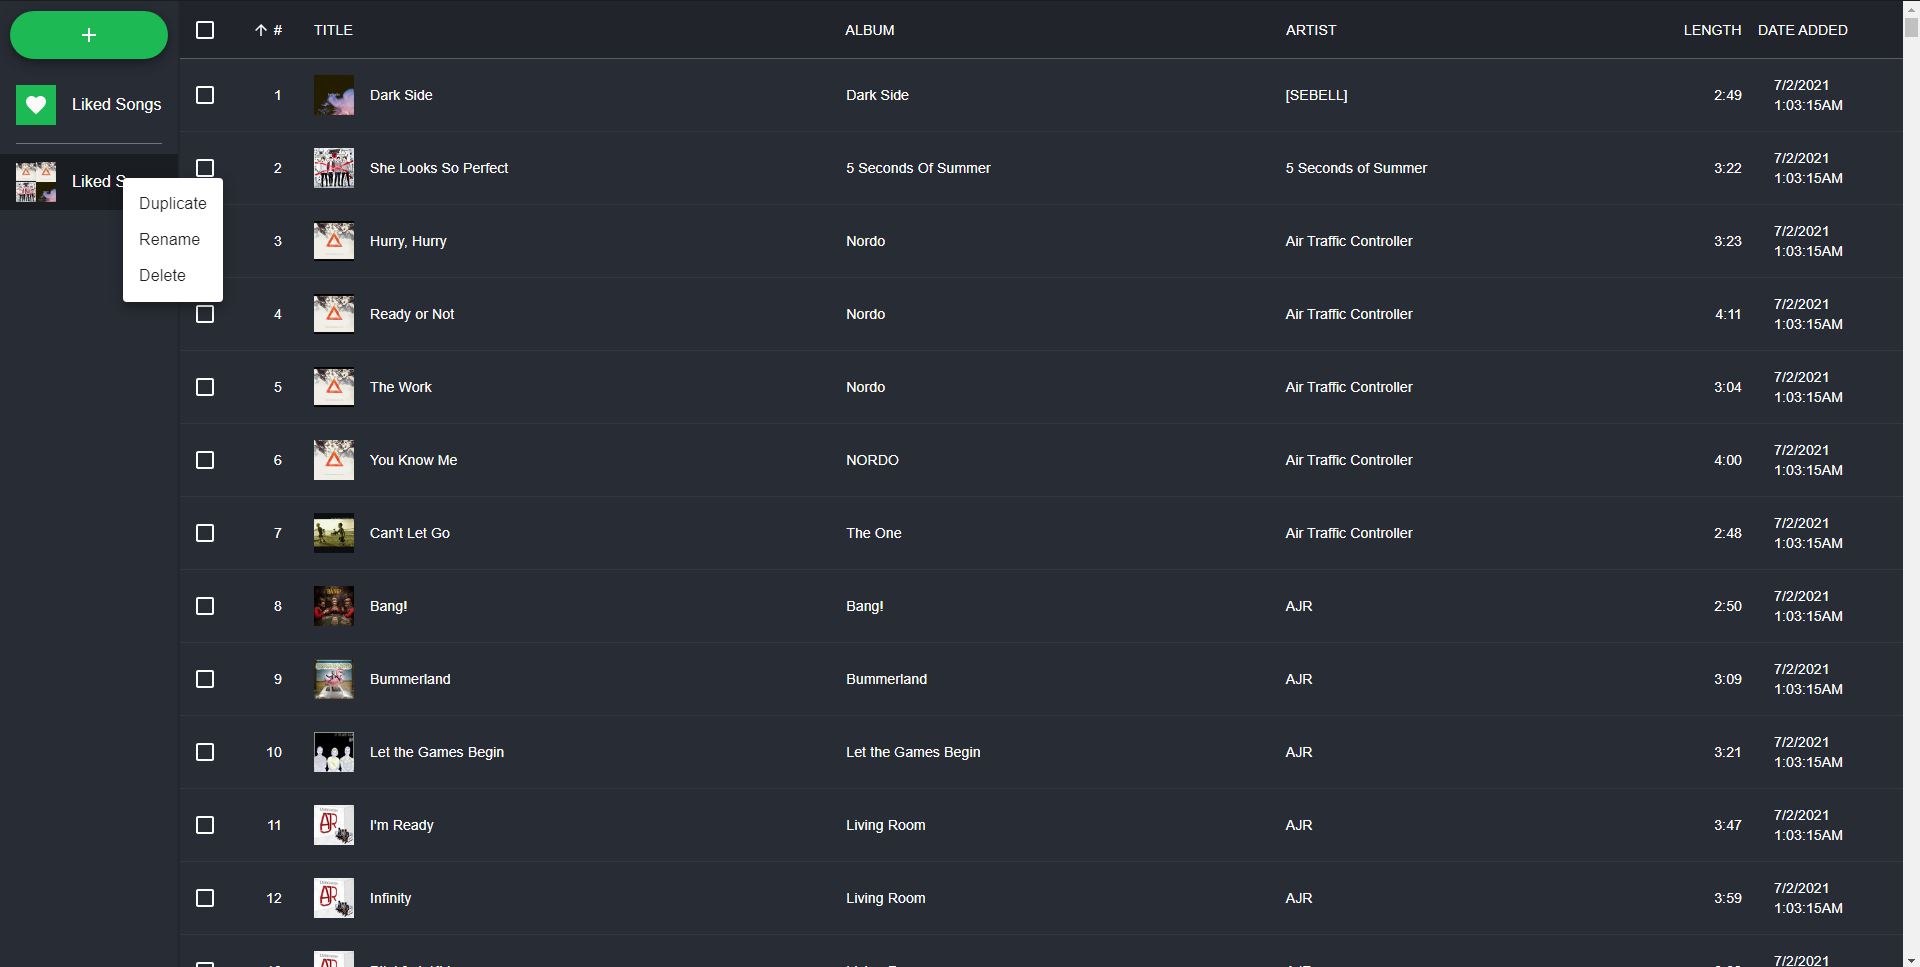 # TITLE ALBUM ARTIST LENGTH DATE ADDED
Liked Songs
Liked S
Duplicate
Rename
Delete
1 Dark Side Dark Side [SEBELL] 2:49 7/2/2021
1:03:15AM
2 She Looks So Perfect 5 Seconds Of Summer 5 Seconds of Summer 3:22 7/2/2021
1:03:15AM
3 Hurry, Hurry Nordo Air Traffic Controller 3:23 7/2/2021
1:03:15AM
4 Ready or Not Nordo Air Traffic Controller 4:11 7/2/2021
1:03:15AM
5 The Work Nordo Air Traffic Controller 3:04 7/2/2021
1:03:15AM
6 You Know Me NORDO Air Traffic Controller 4:00 7/2/2021
1:03:15AM
7 Can't Let Go The One Air Traffic Controller 2:48 7/2/2021
1:03:15AM
8 Bang! Bang! AJR 2:50 7/2/2021
1:03:15AM
9 Bummerland Bummerland AJR 3:09 7/2/2021
1:03:15AM
10 Let the Games Begin Let the Games Begin AJR 3:21 7/2/2021
1:03:15AM
11 I'm Ready Living Room AJR 3:47 7/2/2021
1:03:15AM
12 Infinity Living Room AJR 3:59 7/2/2021
1:03:15AM
7/2/2021